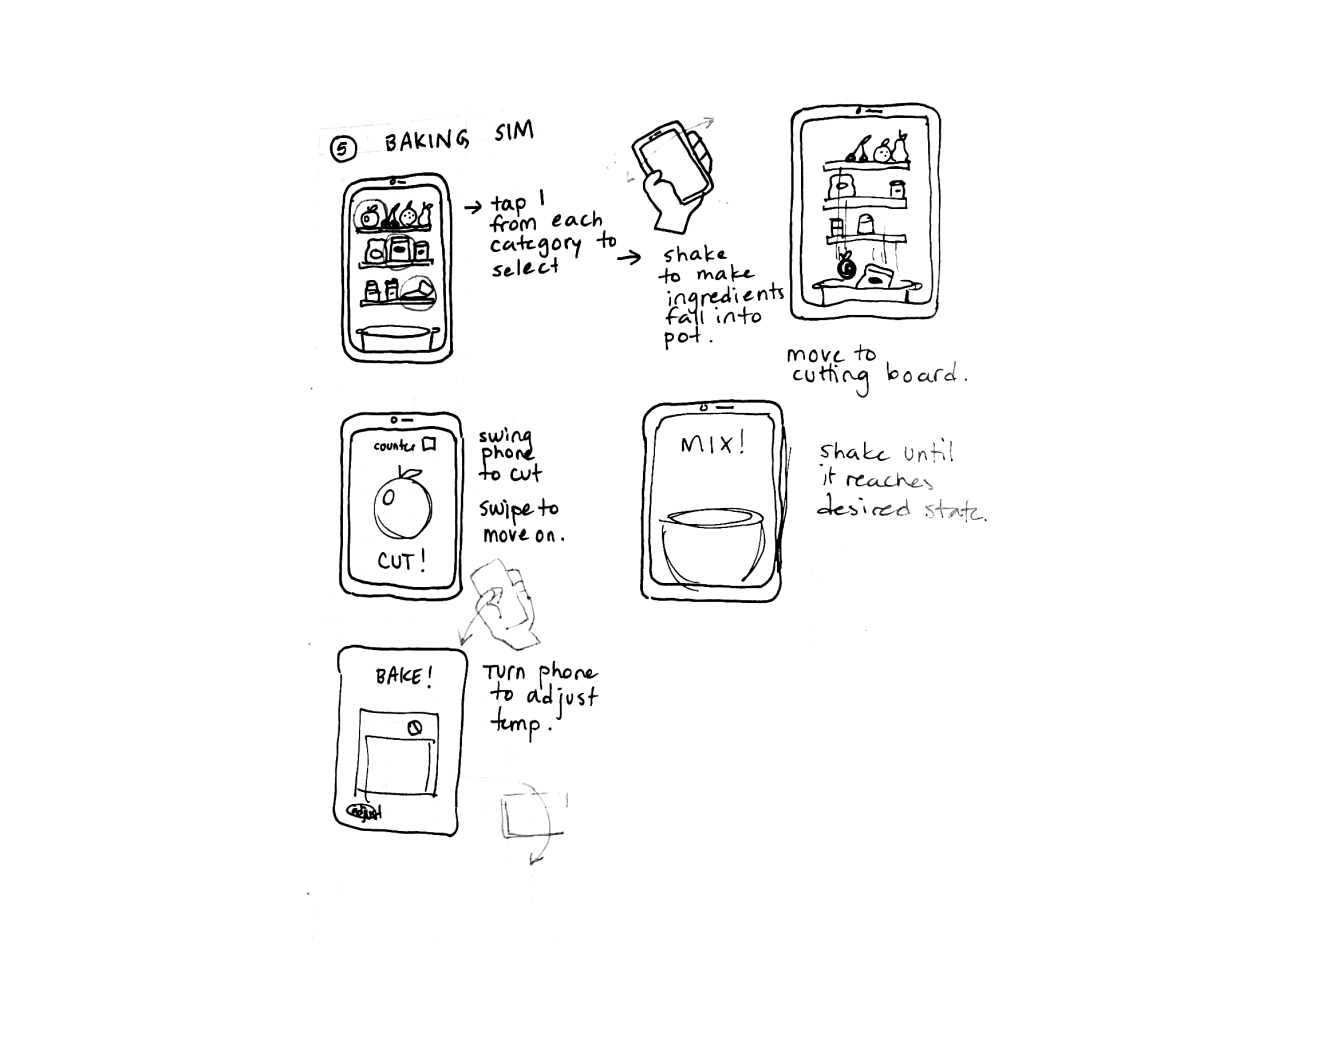 5 BAKING SIM
→ tap 1
from each
category to
select
→ shake
to make
ingredients
fall into
pot.
move to
cutting board.
counter
CUT!
swing
phone
to cut
swipe to
move on.
MIX!
shake until
it reaches
desired state.
BAKE!
adjust
Turn phone
to adjust
temp.